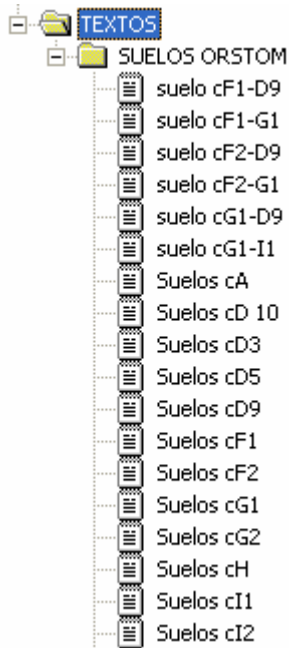 TEXTOS
SUELOS ORSTOM
suelo cF1-D9
suelo cF1-G1
suelo cF2-D9
suelo cF2-G1
suelo cG1-D9
suelo cG1-I1
Suelos cA
Suelos cD 10
Suelos cD3
Suelos cD5
Suelos cD9
Suelos cF1
Suelos cF2
Suelos cG1
Suelos cG2
Suelos cH
Suelos cI1
Suelos cI2